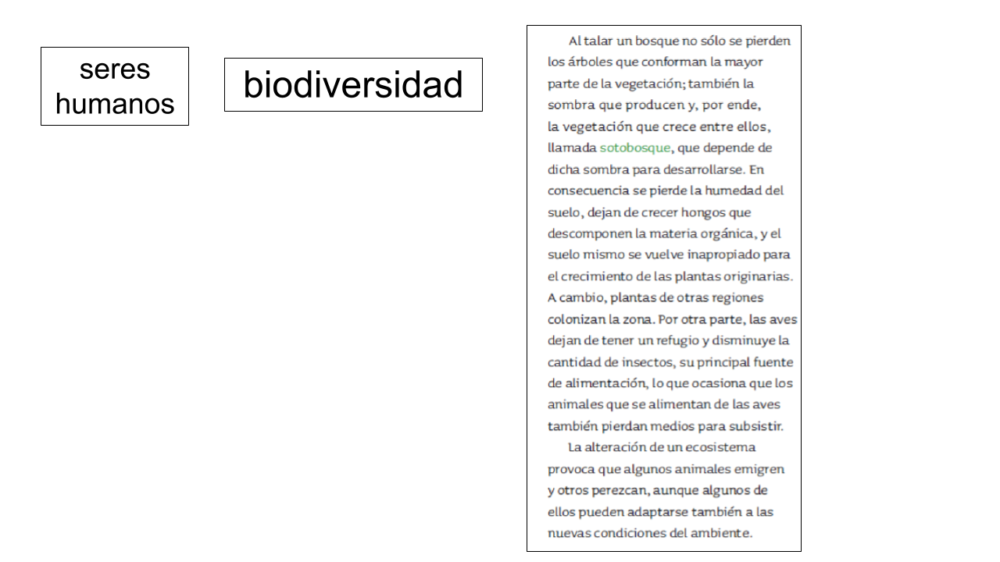 seres
humanos
biodiversidad
Al talar un bosque no sólo se pierden
los árboles que conforman la mayor
parte de la vegetación; también la
sombra que producen y, por ende,
la vegetación que crece entre ellos,
llamada sotobosque, que depende de
dicha sombra para desarrollarse. En
consecuencia se pierde la humedad del
suelo, dejan de crecer hongos que
descomponen la materia orgánica, y el
suelo mismo se vuelve inapropiado para
el crecimiento de las plantas originarias.
A cambio, plantas de otras regiones
colonizan la zona. Por otra parte, las aves
dejan de tener un refugio y disminuye la
cantidad de insectos, su principal fuente
de alimentación, lo que ocasiona que los
animales que se alimentan de las aves
también pierdan medios para subsistir.
La alteración de un ecosistema
provoca que algunos animales emigren
y otros perezcan, aunque algunos de
ellos pueden adaptarse también a las
nuevas condiciones del ambiente.